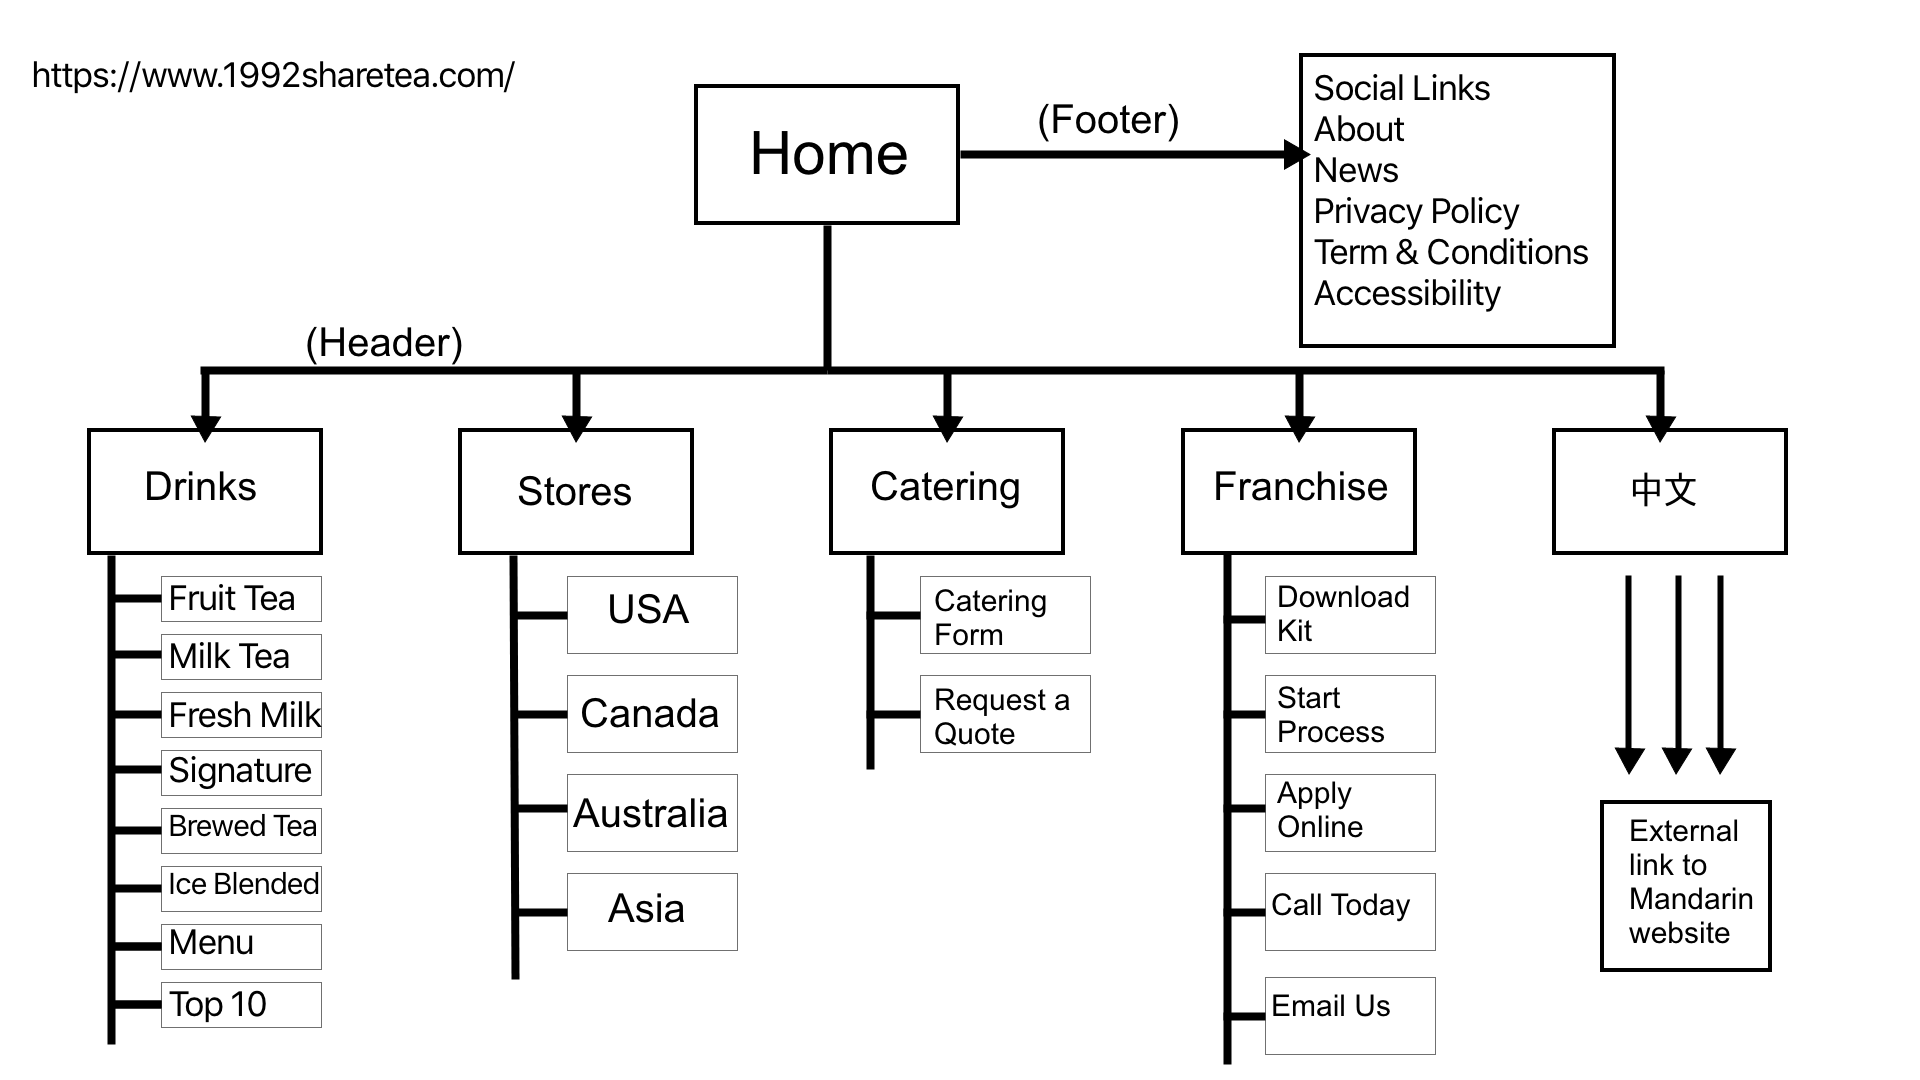 https://www.1992sharetea.com/
Home
(Footer)
Social Links
About
News
Privacy Policy
Term & Conditions
Accessibility
(Header)
Drinks
Fruit Tea
Milk Tea
Fresh Milk
Signature
Brewed Tea
Ice Blended
Menu
Top 10
Stores
USA
Canada
Australia
Asia
Catering
Catering
Form
Request a
Quote
Franchise
Download
Kit
Start
Process
Apply
Online
Call Today
Email Us
中文
External
link to
Mandarin
website